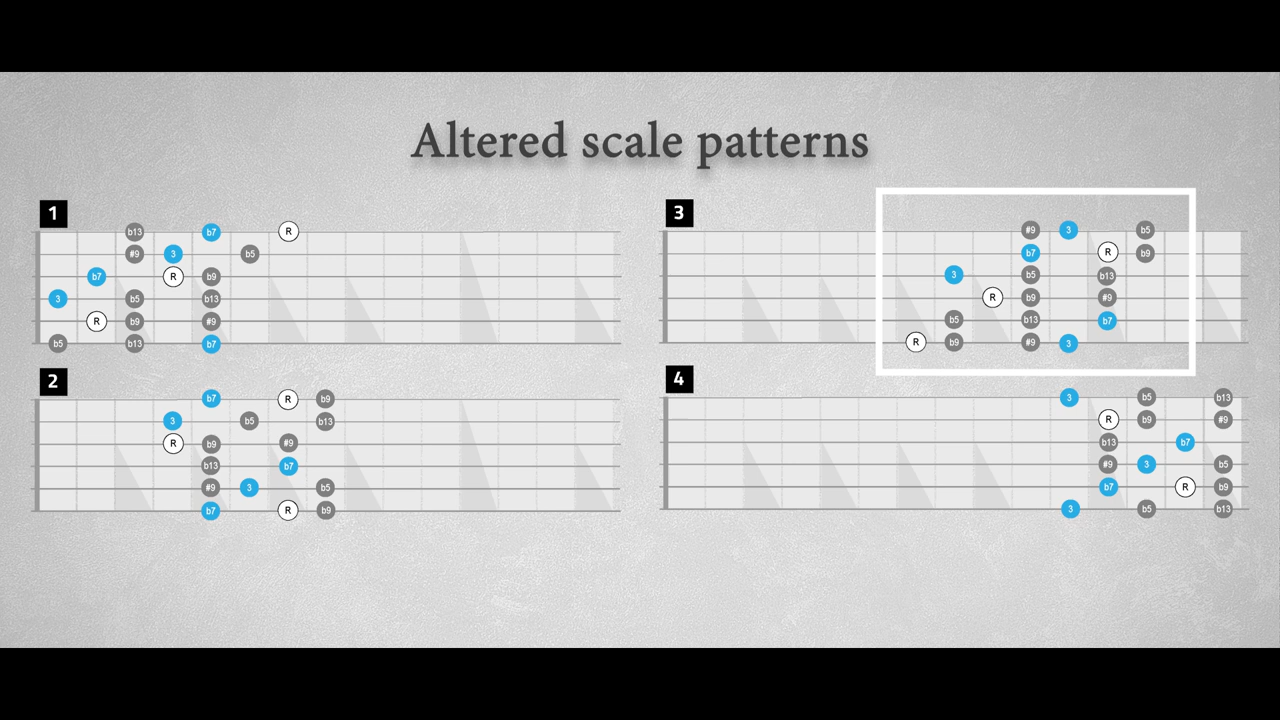 Altered scale patterns
1
b13 b7 R
#9 3 b5
b7 R b9
3 b5 b13
R b9 #9
b5 b13 b7
3
#9 3 b5
b7 R b9
3 b5 b13
R b9 #9
b5 b13 b7
R b9 #9 3
2
b7 R b9
3 b5 b13
R b9 #9
b13 b7
#9 3 b5
b7 R b9
4
3 b5 b13
R b9 #9
b13 b7
#9 3 b5
b7 R b9
3 b5 b13